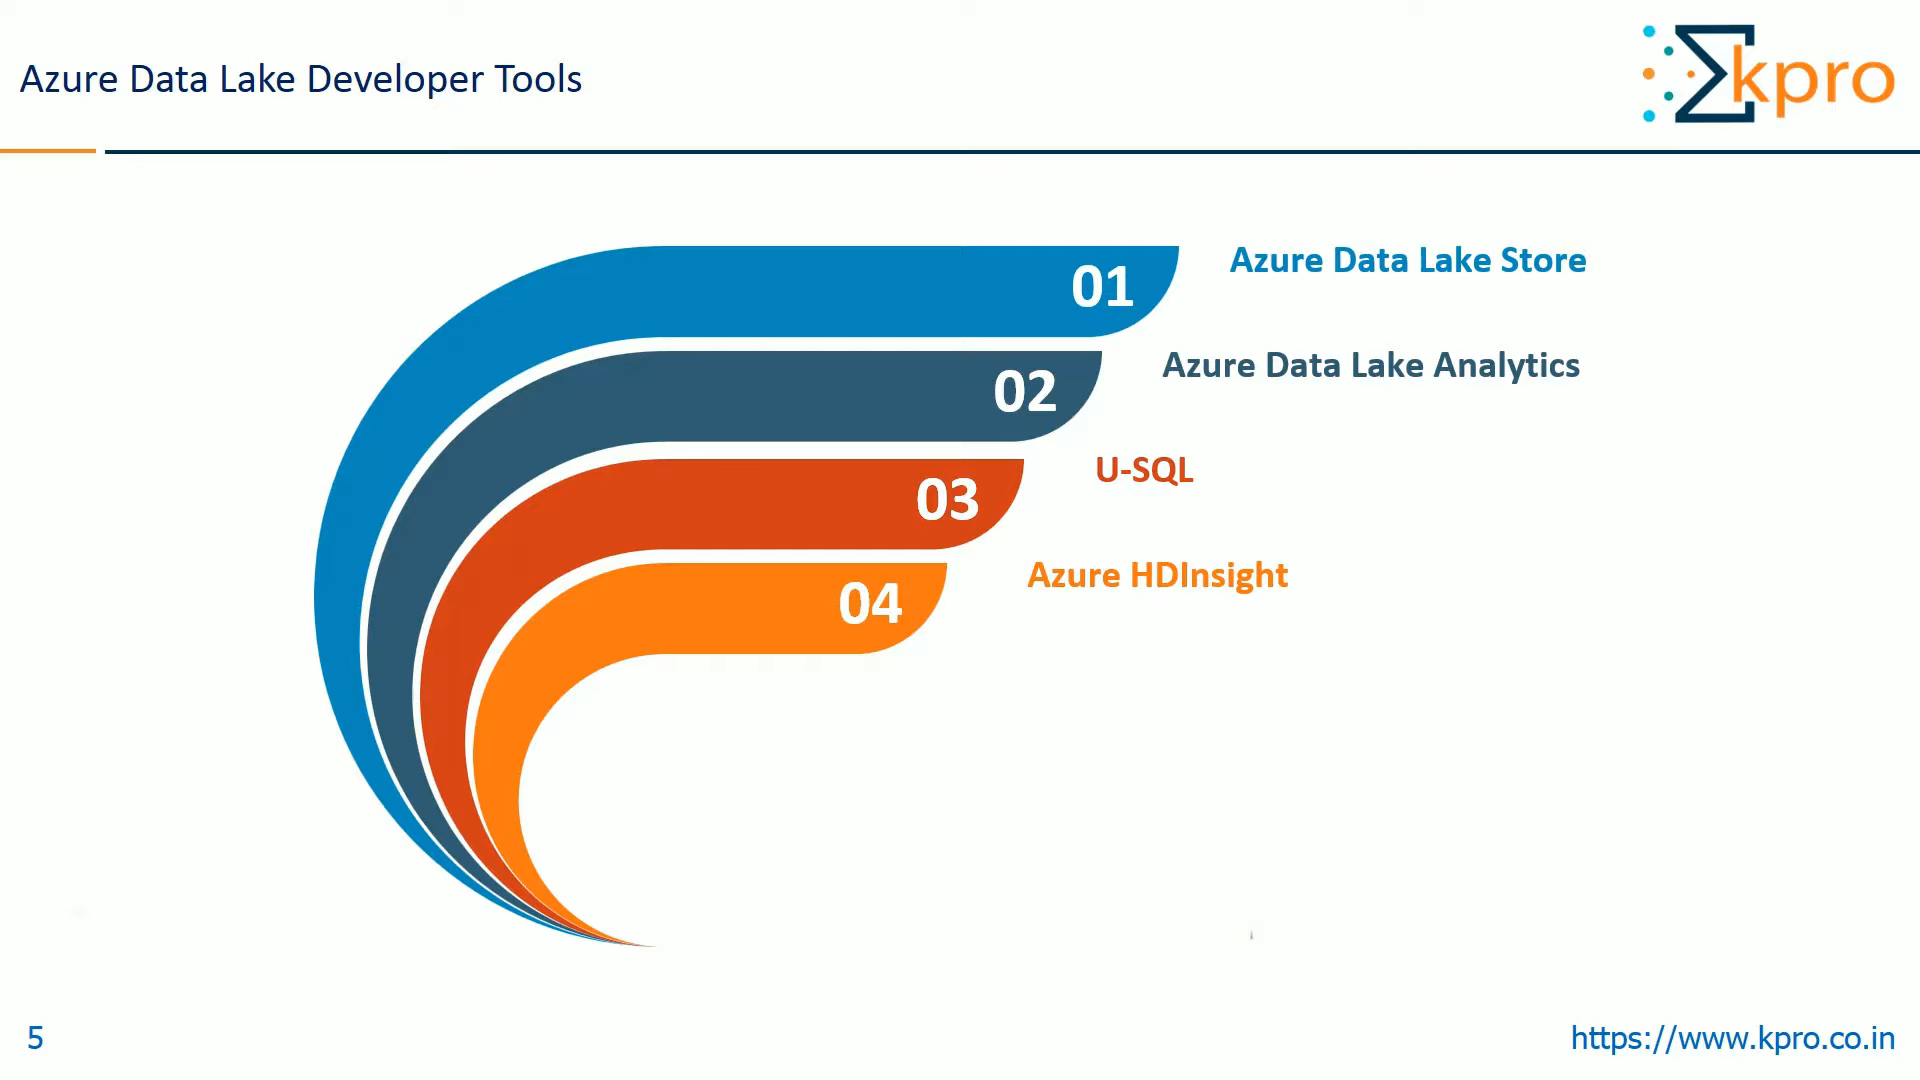 Azure Data Lake Developer Tools
Σkpro
01
Azure Data Lake Store
02
Azure Data Lake Analytics
03
U-SQL
04
Azure HDInsight
5
https://www.kpro.co.in